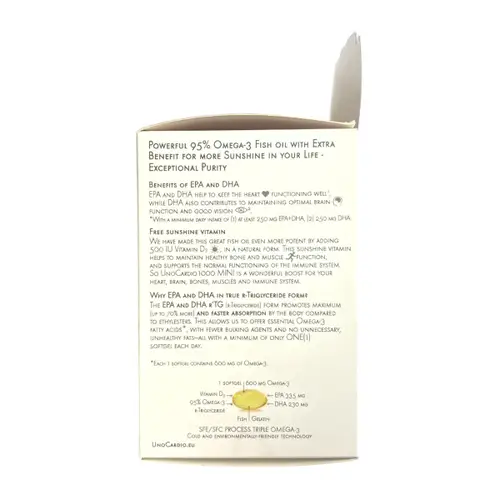 Powerful 95% Omega-3 Fish oil with Extra
Benefit for more Sunshine in your Life -
Exceptional Purity
Benefits of EPA and DHA
EPA and DHA help to keep the heart functioning well¹,
while DHA also contributes to maintaining optimal brain
function and good vision ².
*With a minimum daily intake of (1) at least 250 mg EPA+DHA, (2) 250 mg DHA.
Free sunshine vitamin
We have made this great fish oil even more potent by adding
500 IU Vitamin D₃ , in a natural form. This sunshine vitamin
helps to maintain healthy bone and muscle function,
and supports the normal functioning of the immune system.
So UnoCardio 1000 MINI is a wonderful boost for your
heart, brain, bones, muscles and immune system.
Why EPA and DHA in true r-Triglyceride form?
The EPA and DHA r*TG (r-Triglyceride) form promotes maximum
(up to 70% more) and faster absorption by the body compared
to ethylesters. This allows us to offer essential Omega-3
fatty acids*, with fewer bulking agents and no unnecessary,
unhealthy fats—all with a minimum of only ONE(1)
softgel each day.
*Each 1 softgel contains 600 mg of Omega-3.
1 softgel | 600 mg Omega-3
Vitamin D₃
EPA 335 mg
95% Omega-3
DHA 230 mg
r-Triglyceride
Fish Gelatin
SFE/SFC process Triple Omega-3
Cold and environmentally-friendly technology
UnoCardio.eu